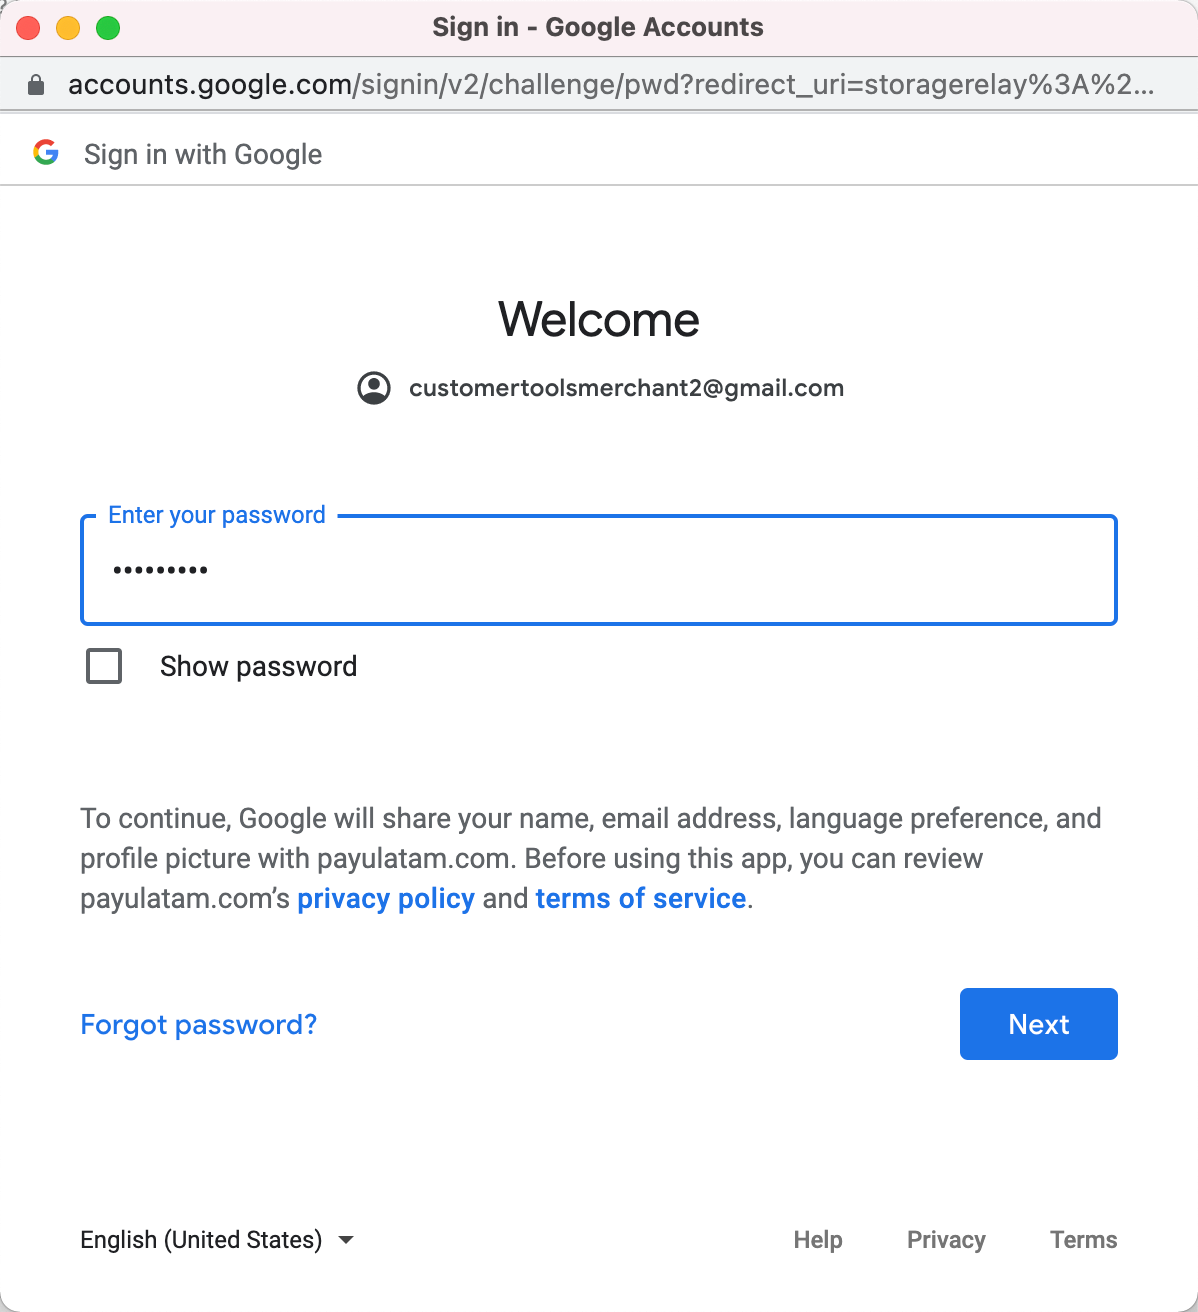 Sign in - Google Accounts
accounts.google.com/signin/v2/challenge/pwd?redirect_uri=storagerelay%3A%2...
Sign in with Google
Welcome
customertoolsmerchant2@gmail.com
Enter your password
•••••••••
Show password
To continue, Google will share your name, email address, language preference, and
profile picture with payulatam.com. Before using this app, you can review
payulatam.com’s privacy policy and terms of service.
Forgot password?
Next
English (United States)
Help Privacy Terms